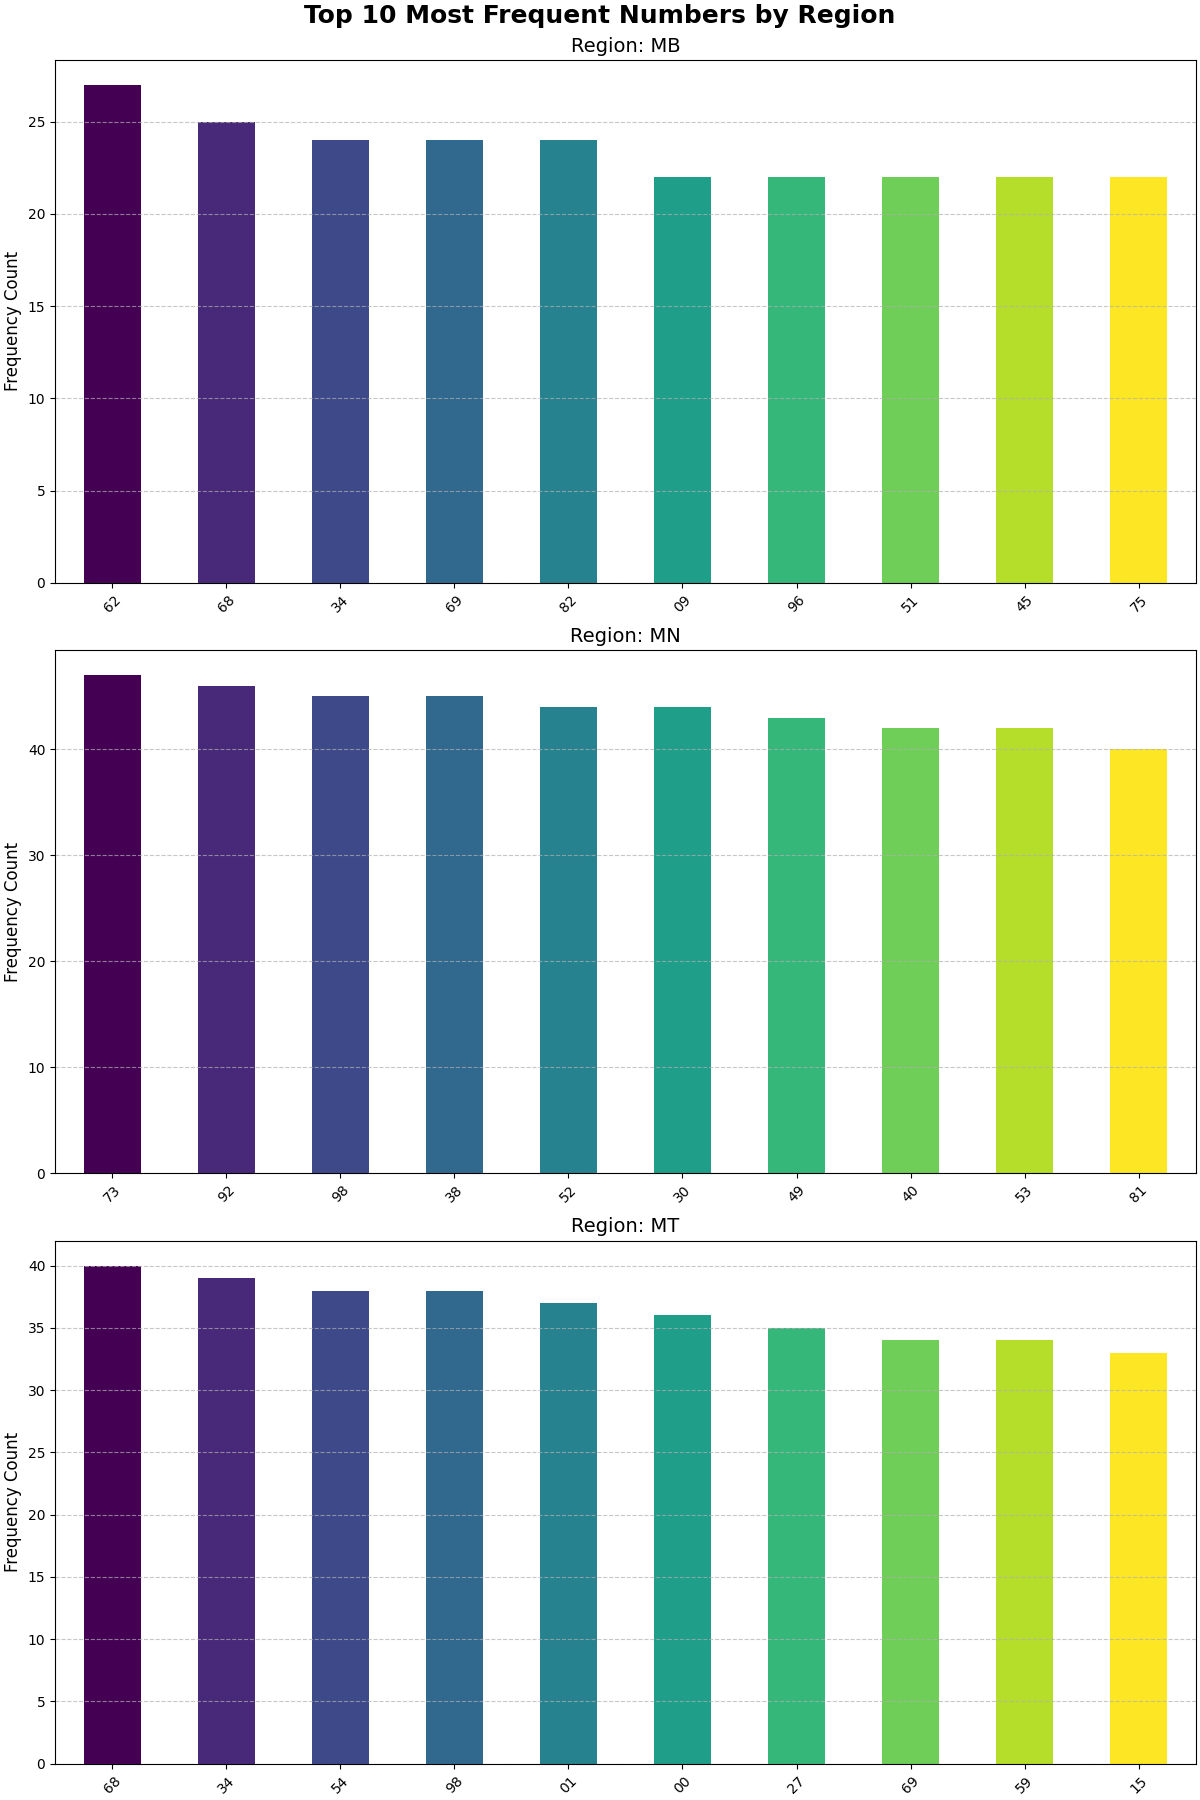 Top 10 Most Frequent Numbers by Region
Region: MB
Frequency Count
25
20
15
10
5
0
62 68 34 69 82 09 96 51 45 75
Region: MN
Frequency Count
40
30
20
10
0
73 92 98 38 52 30 49 40 53 81
Region: MT
Frequency Count
40
35
30
25
20
15
10
5
0
68 34 54 98 01 00 27 69 59 15